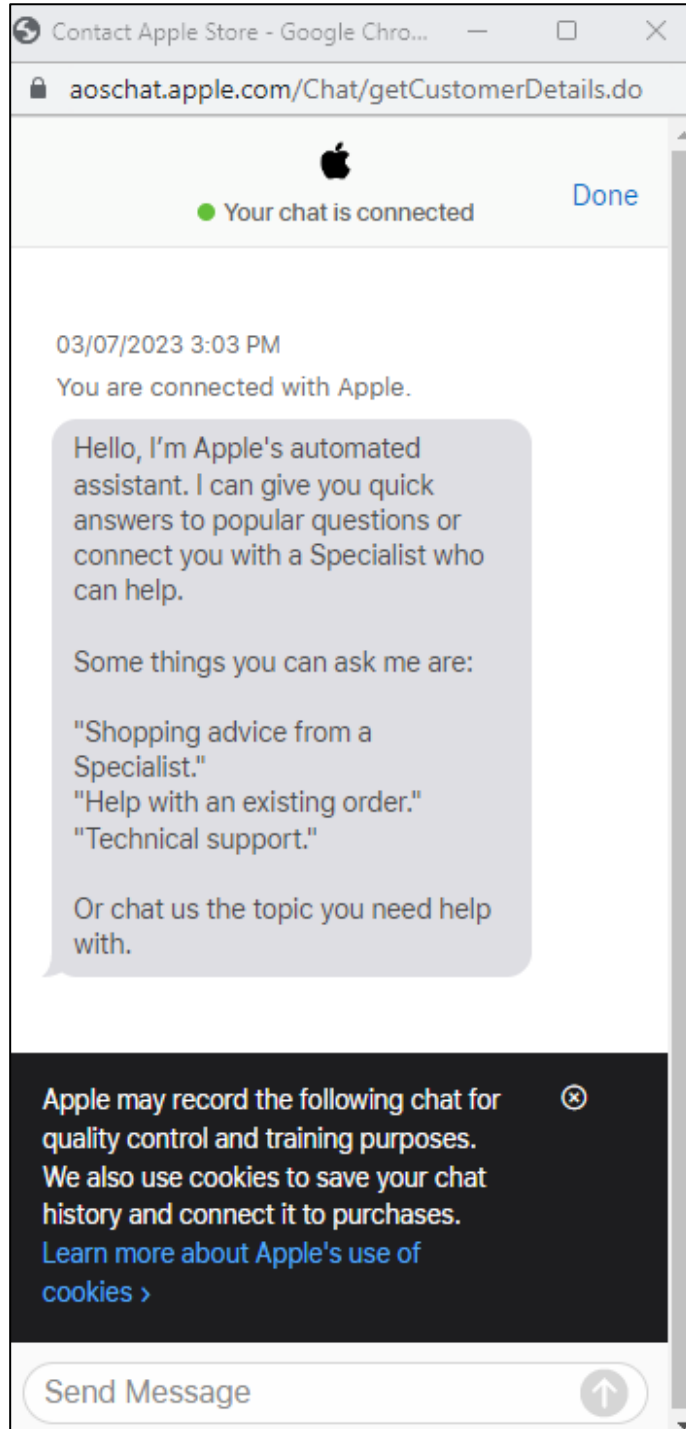 Contact Apple Store - Google Chro...
aoschat.apple.com/Chat/getCustomerDetails.do
Your chat is connected
Done
03/07/2023 3:03 PM
You are connected with Apple.
Hello, I’m Apple's automated
assistant. I can give you quick
answers to popular questions or
connect you with a Specialist who
can help.
Some things you can ask me are:
"Shopping advice from a
Specialist."
"Help with an existing order."
"Technical support."
Or chat us the topic you need help
with.
Apple may record the following chat for
quality control and training purposes.
We also use cookies to save your chat
history and connect it to purchases.
Learn more about Apple's use of
cookies ›
Send Message